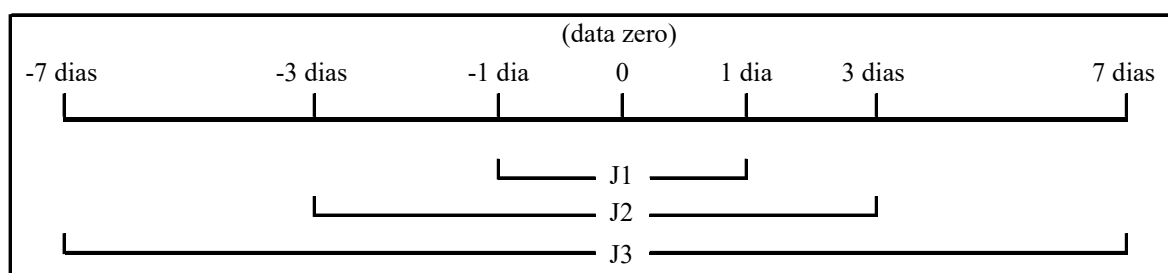 (data zero)
-7 dias -3 dias -1 dia 0 1 dia 3 dias 7 dias
J1
J2
J3